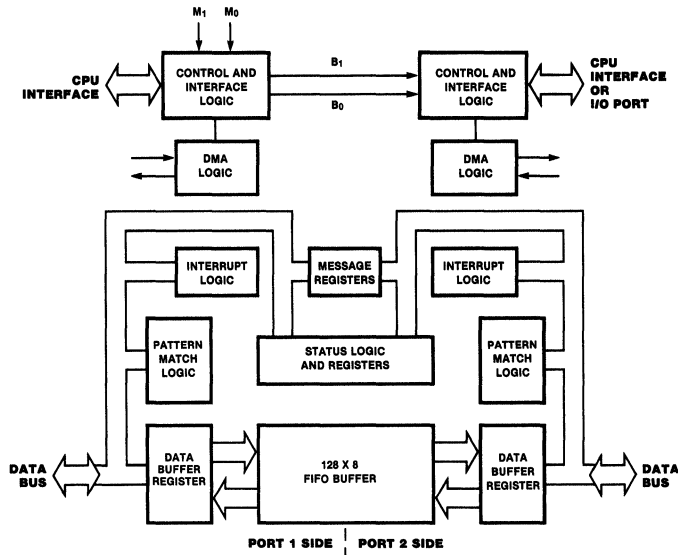 M1 M0
CPU
INTERFACE
CONTROL AND
INTERFACE
LOGIC
B1
B0
CONTROL AND
INTERFACE
LOGIC
CPU
INTERFACE
OR
I/O PORT
DMA
LOGIC
DMA
LOGIC
INTERRUPT
LOGIC
MESSAGE
REGISTERS
INTERRUPT
LOGIC
PATTERN
MATCH
LOGIC
STATUS LOGIC
AND REGISTERS
PATTERN
MATCH
LOGIC
DATA
BUS
DATA
BUFFER
REGISTER
128 X 8
FIFO BUFFER
DATA
BUFFER
REGISTER
DATA
BUS
PORT 1 SIDE | PORT 2 SIDE